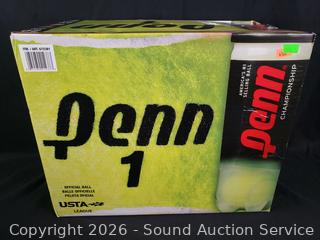 Penn
1
OFFICIAL BALL
BALLE OFFICIELLE
PELOTA OFICIAL
USTA
LEAGUE
AMERICA'S #1
SELLING BALL
Penn
CHAMPIONSHIP
Copyright 2026 - Sound Auction Service